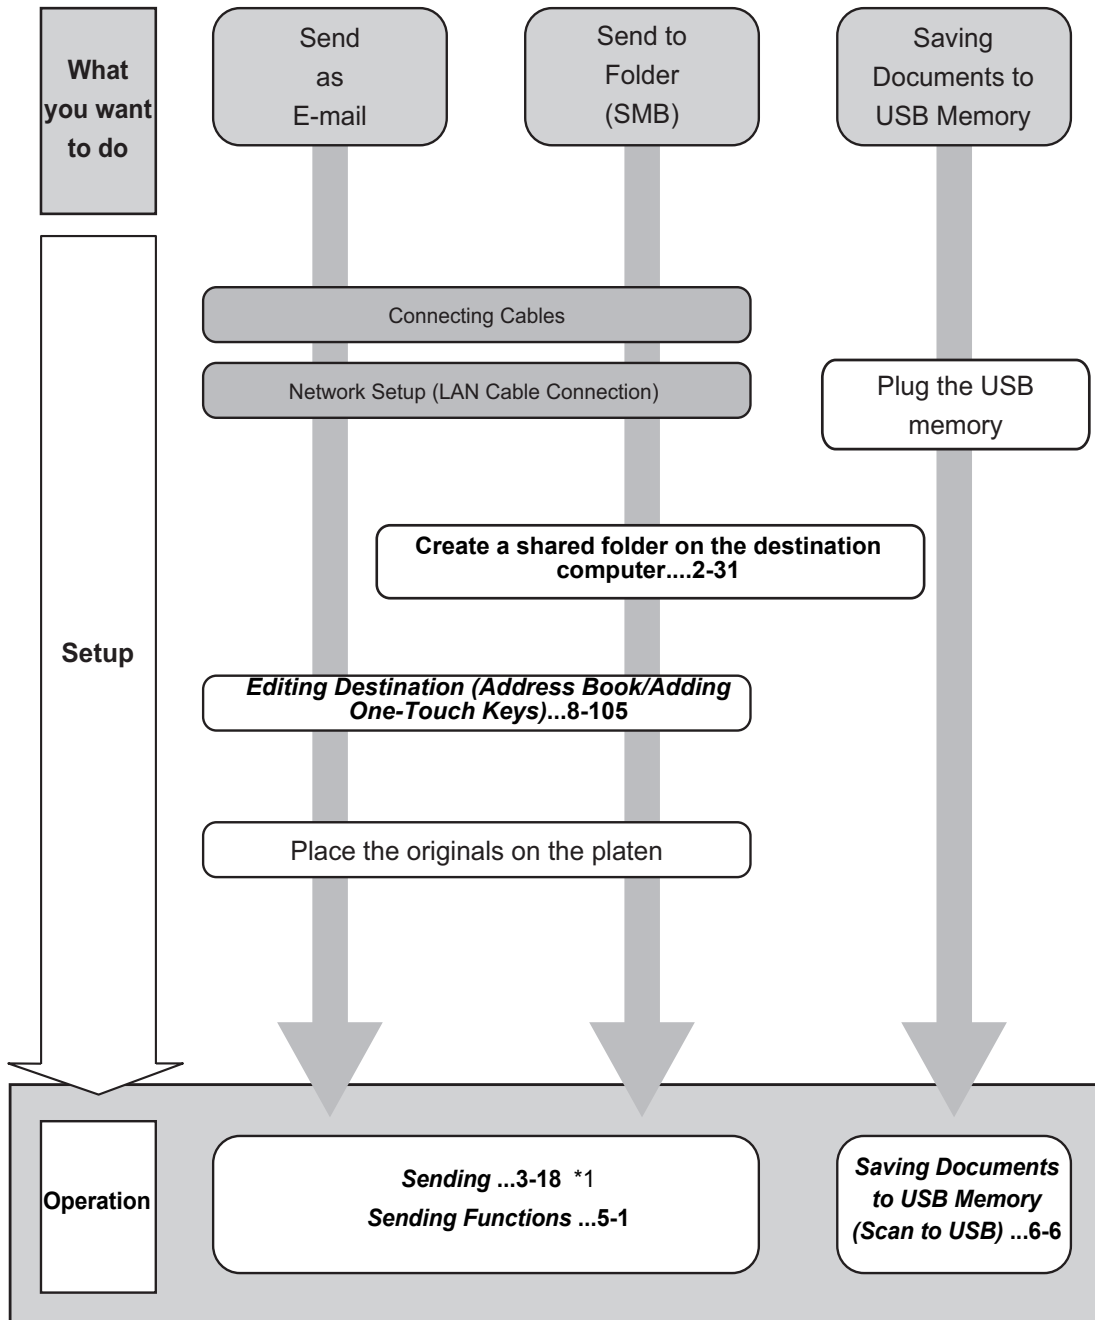 What
you want
to do
Send
as
E-mail
Send to
Folder
(SMB)
Saving
Documents to
USB Memory
Setup
Connecting Cables
Network Setup (LAN Cable Connection)
Plug the USB
memory
Create a shared folder on the destination
computer....2-31
Editing Destination (Address Book/Adding
One-Touch Keys)...8-105
Place the originals on the platen
Operation
Sending ...3-18 *1
Sending Functions ...5-1
Saving Documents
to USB Memory
(Scan to USB) ...6-6